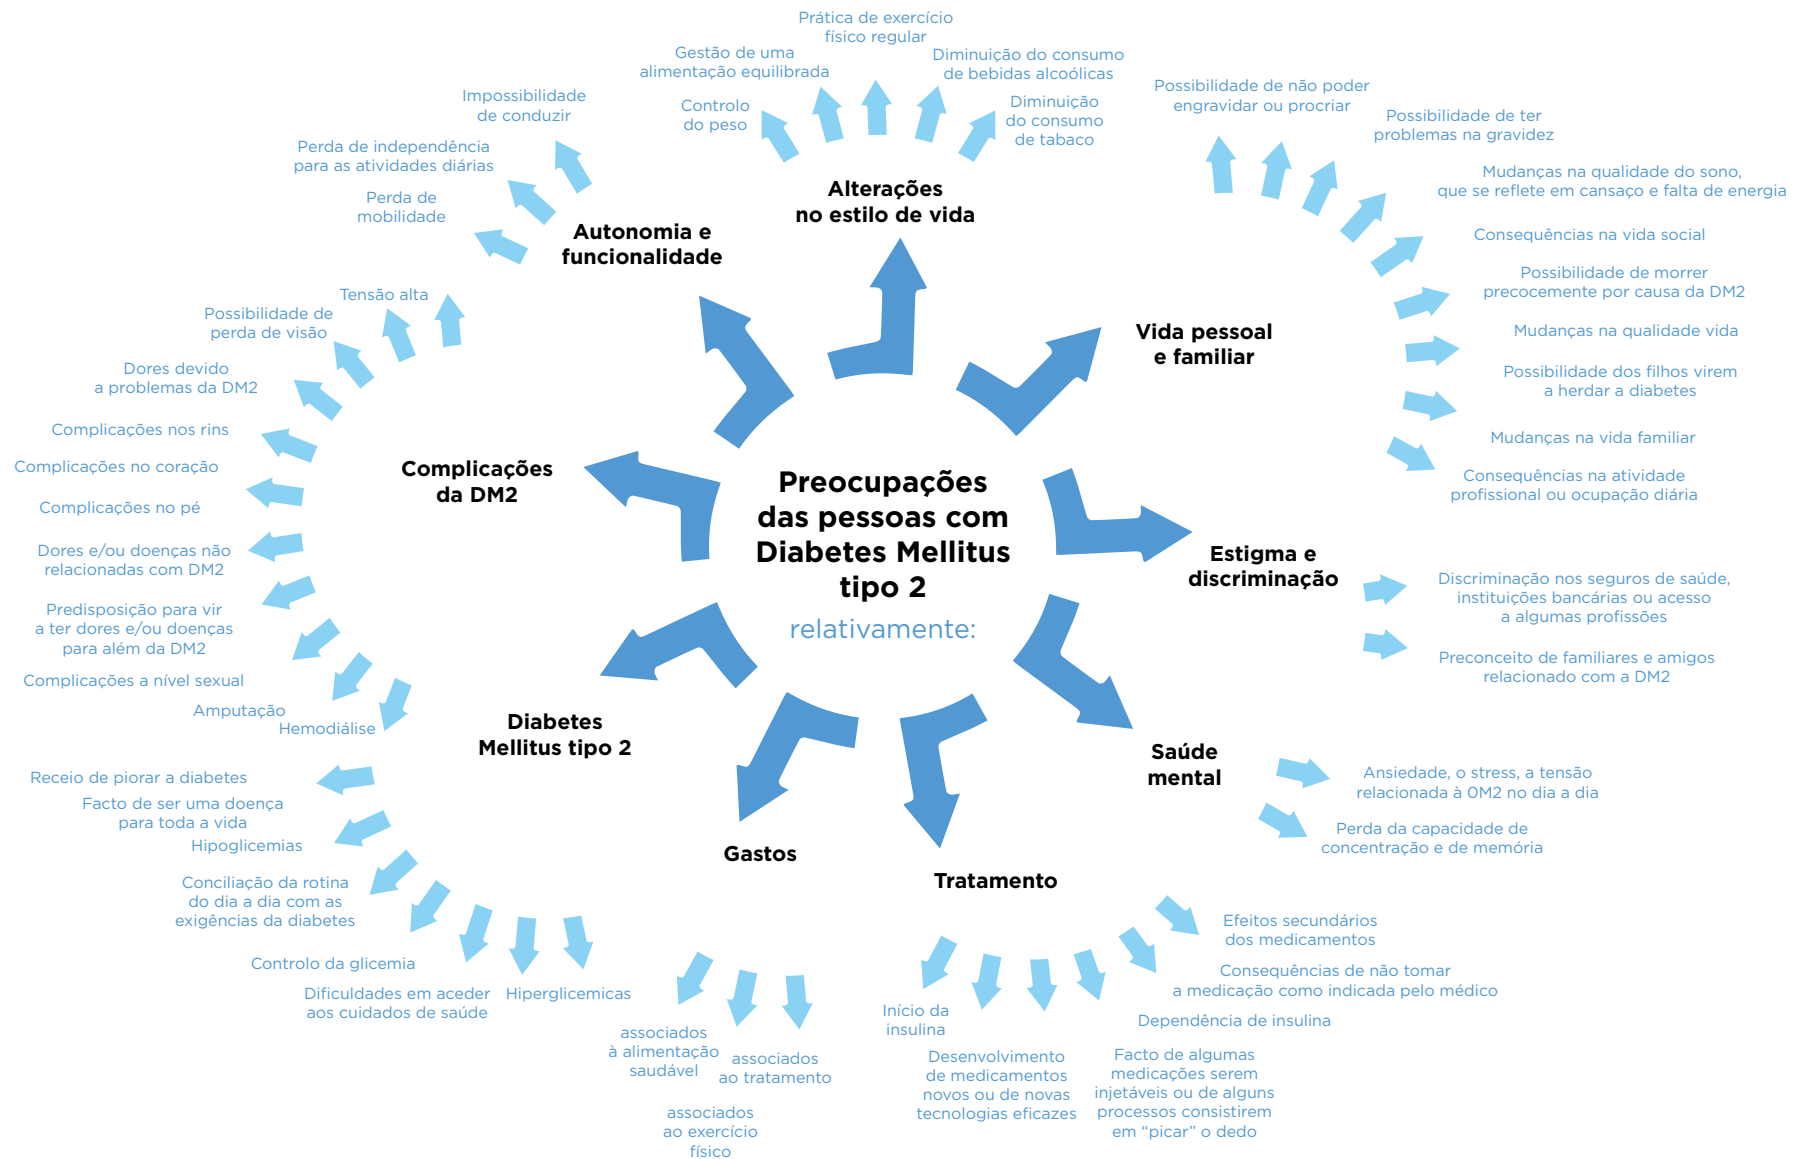 Preocupações
das pessoas com
Diabetes Mellitus
tipo 2
relativamente:
Alterações
no estilo de vida
Controlo
do peso
Gestão de uma
alimentação equilibrada
Prática de exercício
físico regular
Diminuição do consumo
de bebidas alcoólicas
Diminuição
do consumo
de tabaco
Vida pessoal
e familiar
Possibilidade de não poder
engravidar ou procriar
Possibilidade de ter
problemas na gravidez
Mudanças na qualidade do sono,
que se reflete em cansaço e falta de energia
Consequências na vida social
Possibilidade de morrer
precocemente por causa da DM2
Mudanças na qualidade vida
Possibilidade dos filhos virem
a herdar a diabetes
Mudanças na vida familiar
Consequências na atividade
profissional ou ocupação diária
Estigma e
discriminação
Discriminação nos seguros de saúde,
instituições bancárias ou acesso
a algumas profissões
Preconceito de familiares e amigos
relacionado com a DM2
Saúde
mental
Ansiedade, o stress, a tensão
relacionada à 0M2 no dia a dia
Perda da capacidade de
concentração e de memória
Tratamento
Efeitos secundários
dos medicamentos
Consequências de não tomar
a medicação como indicada pelo médico
Dependência de insulina
Facto de algumas
medicações serem
injetáveis ou de alguns
processos consistirem
em “picar” o dedo
Desenvolvimento
de medicamentos
novos ou de novas
tecnologias eficazes
Início da
insulina
Gastos
associados
ao tratamento
associados
ao exercício
físico
associados
à alimentação
saudável
Diabetes
Mellitus tipo 2
Hiperglicemicas
Dificuldades em aceder
aos cuidados de saúde
Controlo da glicemia
Conciliação da rotina
do dia a dia com as
exigências da diabetes
Hipoglicemias
Facto de ser uma doença
para toda a vida
Receio de piorar a diabetes
Complicações
da DM2
Hemodiálise
Amputação
Complicações a nível sexual
Predisposição para vir
a ter dores e/ou doenças
para além da DM2
Dores e/ou doenças não
relacionadas com DM2
Complicações no pé
Complicações no coração
Complicações nos rins
Dores devido
a problemas da DM2
Possibilidade de
perda de visão
Tensão alta
Autonomia e
funcionalidade
Perda de
mobilidade
Perda de independência
para as atividades diárias
Impossibilidade
de conduzir